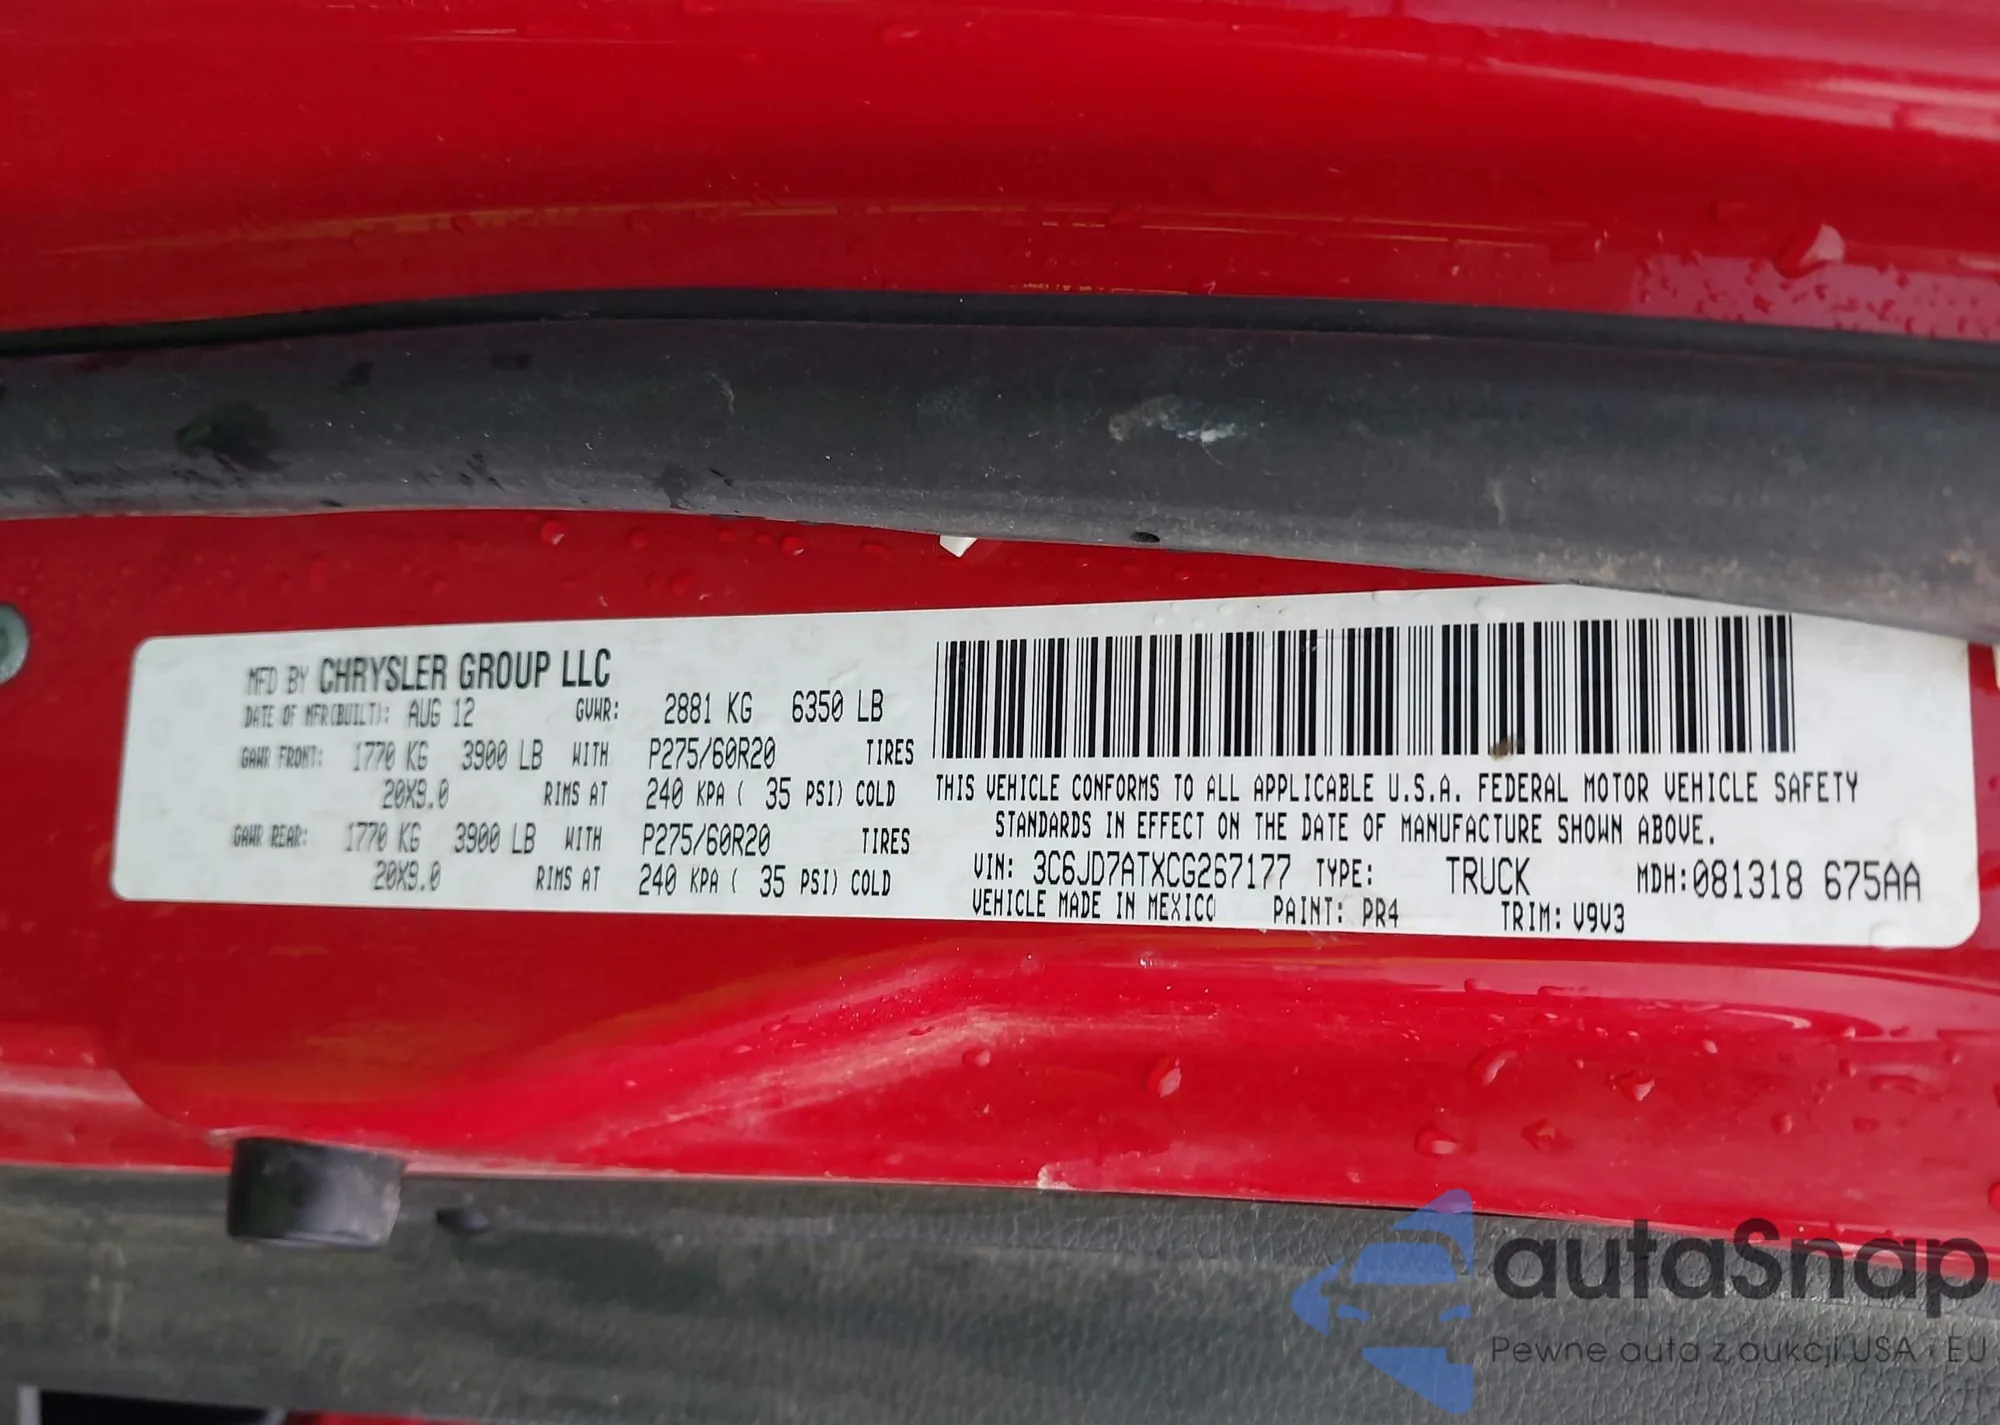 MFD BY CHRYSLER GROUP LLC
DATE OF MFR(BUILT): AUG 12 GVWR: 2881 KG 6350 LB
GAWR FRONT: 1770 KG 3900 LB WITH P275/60R20 TIRES
20X9.0 RIMS AT 240 KPA ( 35 PSI) COLD
GAWR REAR: 1770 KG 3900 LB WITH P275/60R20 TIRES
20X9.0 RIMS AT 240 KPA ( 35 PSI) COLD
THIS VEHICLE CONFORMS TO ALL APPLICABLE U.S.A. FEDERAL MOTOR VEHICLE SAFETY
STANDARDS IN EFFECT ON THE DATE OF MANUFACTURE SHOWN ABOVE.
VIN: 3C6JD7ATXCG267177 TYPE: TRUCK MDH:081318 675AA
VEHICLE MADE IN MEXICO PAINT: PR4 TRIM: V9V3
autaSnap
Pewne auta z aukcji USA i EU